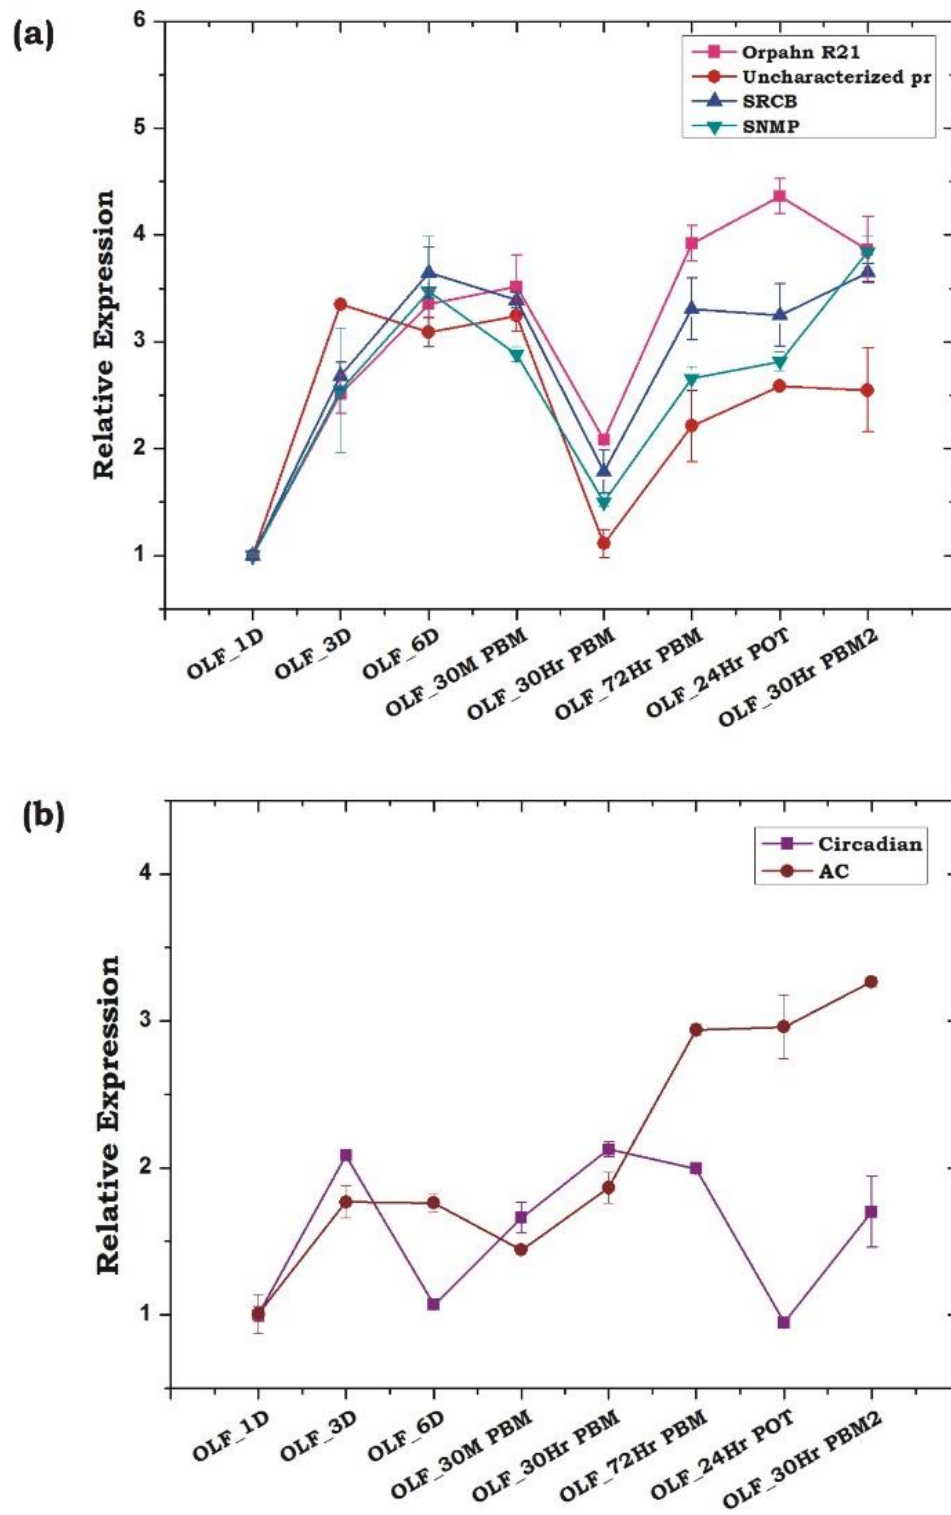 (a)
6
5
4
3
2
1
Relative Expression
Orpahn R21
Uncharacterized pr
SRCB
SNMP
OLF_1D
OLF_3D
OLF_6D
OLF_30M PBM
OLF_30Hr PBM
OLF_72Hr PBM
OLF_24Hr POT
OLF_30Hr PBM2
(b)
4
3
2
1
Relative Expression
Circadian
AC
OLF_1D
OLF_3D
OLF_6D
OLF_30M PBM
OLF_30Hr PBM
OLF_72Hr PBM
OLF_24Hr POT
OLF_30Hr PBM2